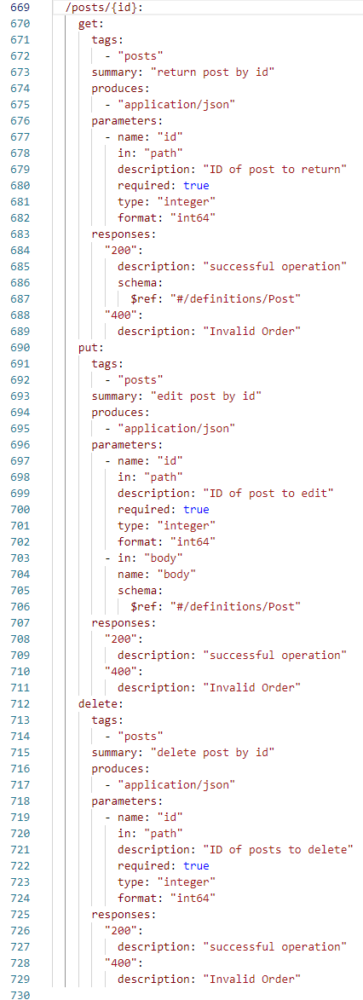 669 /posts/{id}:
670 get:
671 tags:
672 - "posts"
673 summary: "return post by id"
674 produces:
675 - "application/json"
676 parameters:
677 - name: "id"
678 in: "path"
679 description: "ID of post to return"
680 required: true
681 type: "integer"
682 format: "int64"
683 responses:
684 "200":
685 description: "successful operation"
686 schema:
687 $ref: "#/definitions/Post"
688 "400":
689 description: "Invalid Order"
690 put:
691 tags:
692 - "posts"
693 summary: "edit post by id"
694 produces:
695 - "application/json"
696 parameters:
697 - name: "id"
698 in: "path"
699 description: "ID of post to edit"
700 required: true
701 type: "integer"
702 format: "int64"
703 - in: "body"
704 name: "body"
705 schema:
706 $ref: "#/definitions/Post"
707 responses:
708 "200":
709 description: "successful operation"
710 "400":
711 description: "Invalid Order"
712 delete:
713 tags:
714 - "posts"
715 summary: "delete post by id"
716 produces:
717 - "application/json"
718 parameters:
719 - name: "id"
720 in: "path"
721 description: "ID of posts to delete"
722 required: true
723 type: "integer"
724 format: "int64"
725 responses:
726 "200":
727 description: "successful operation"
728 "400":
729 description: "Invalid Order"
730